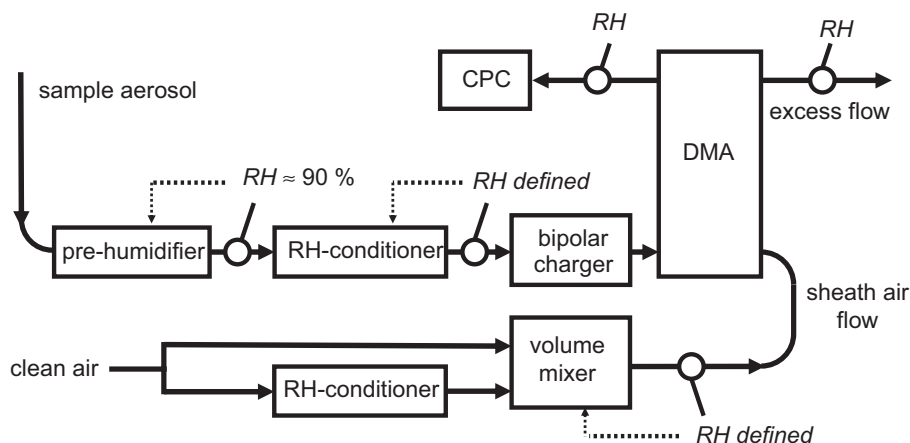 RH
RH
CPC
sample aerosol
excess flow
DMA
RH ≈ 90 %
RH defined
pre-humidifier
RH-conditioner
bipolar
charger
sheath air
flow
clean air
volume
mixer
RH-conditioner
RH defined